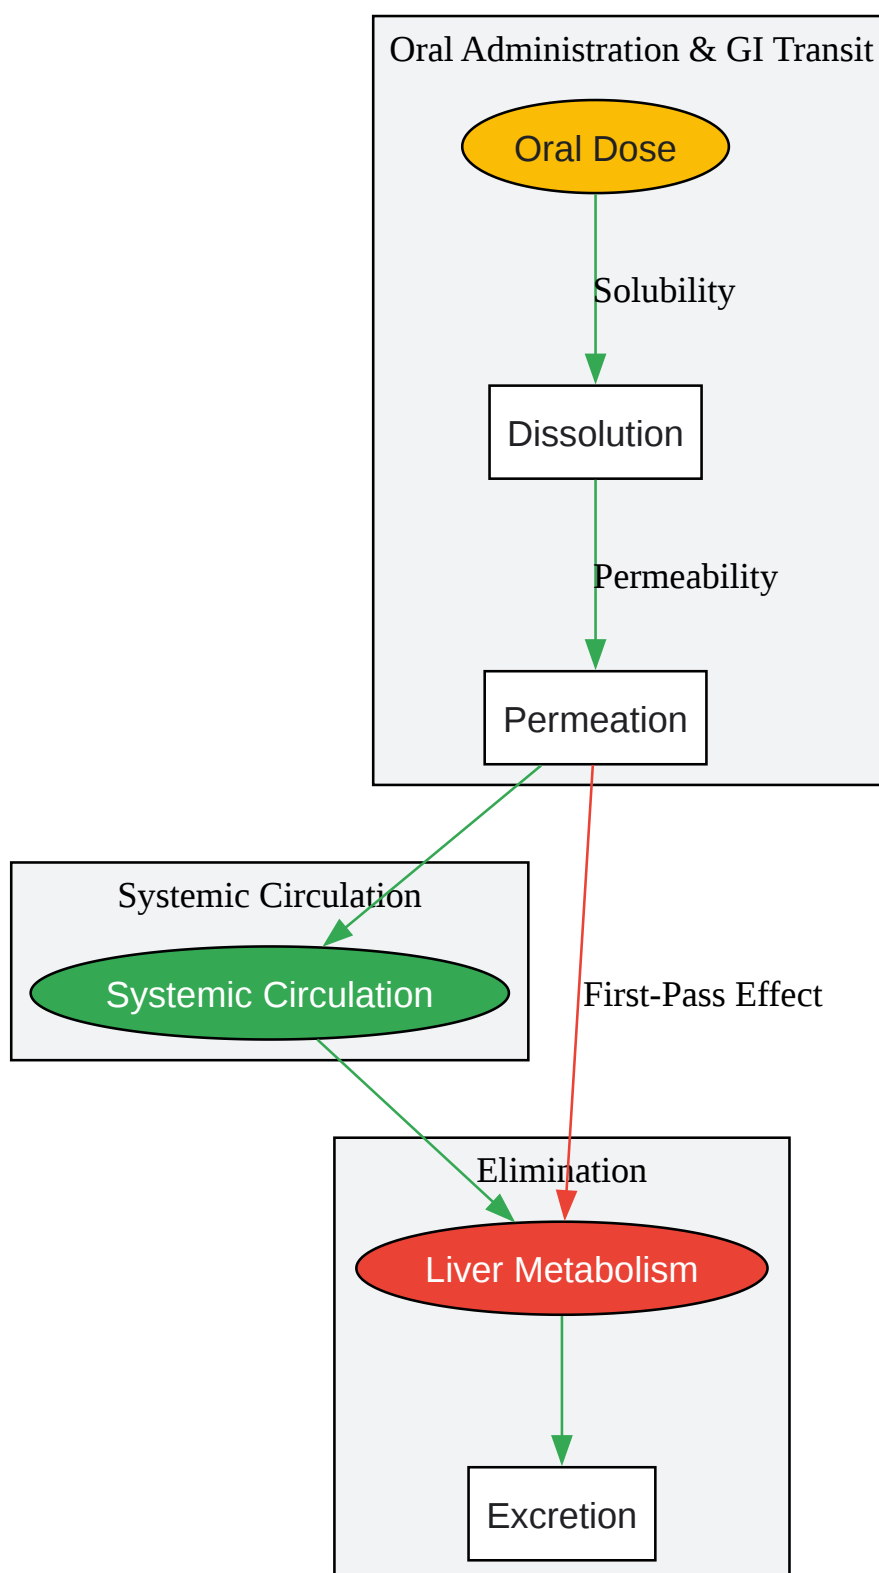 Oral Administration & GI Transit
Oral Dose
Solubility
Dissolution
Permeability
Permeation
Systemic Circulation
Systemic Circulation
First-Pass Effect
Elimination
Liver Metabolism
Excretion